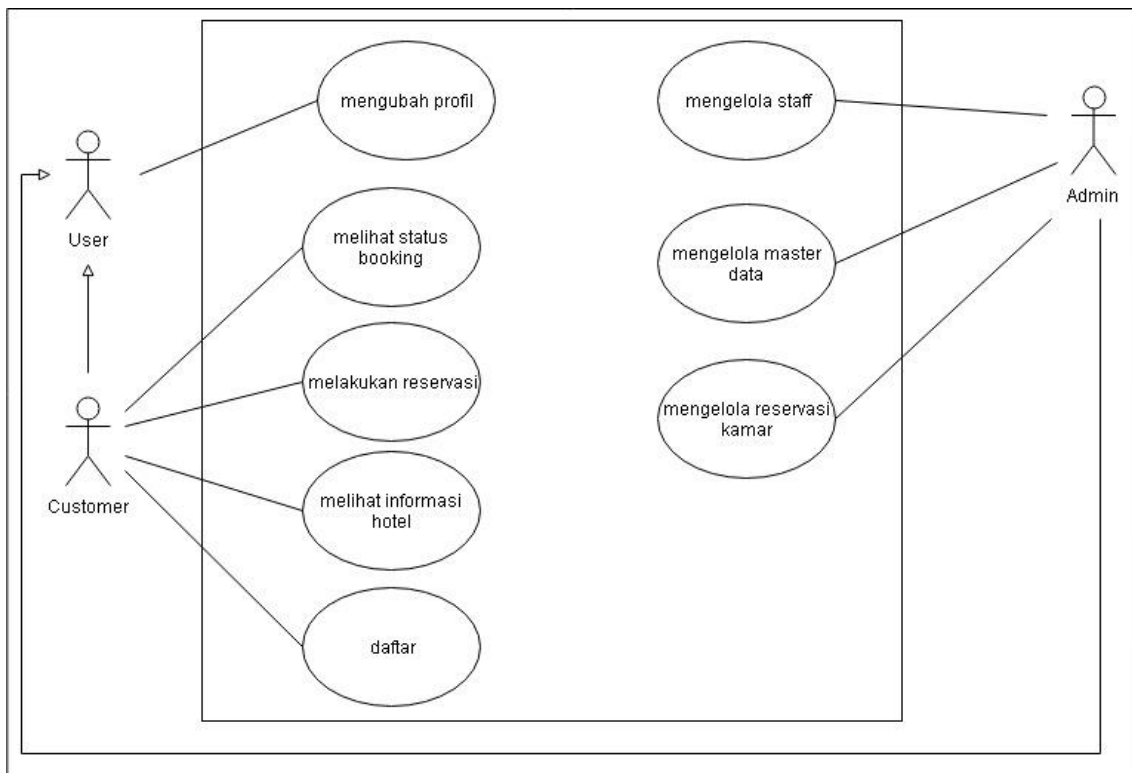 mengubah profil
mengelola staff
User
Admin
melihat status
booking
mengelola master
data
melakukan reservasi
mengelola reservasi
kamar
Customer
melihat informasi
hotel
daftar